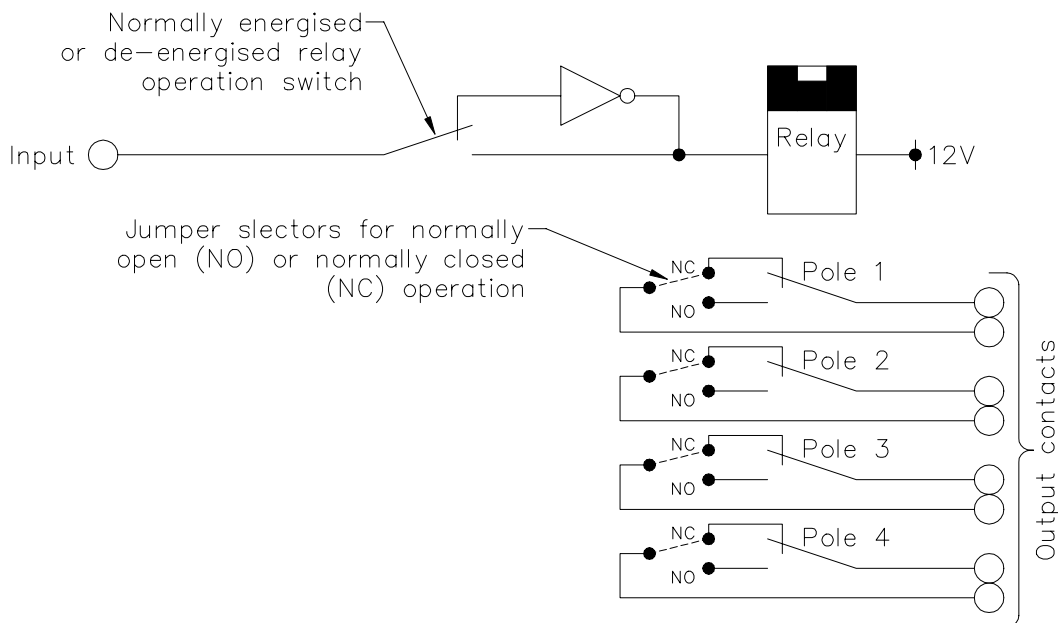 Normally energised
or de-energised relay
operation switch
Input
Relay
12V
Jumper slectors for normally
open (NO) or normally closed
(NC) operation
NC
Pole 1
NO
NC
Pole 2
NO
NC
Pole 3
NO
NC
Pole 4
NO
Output contacts